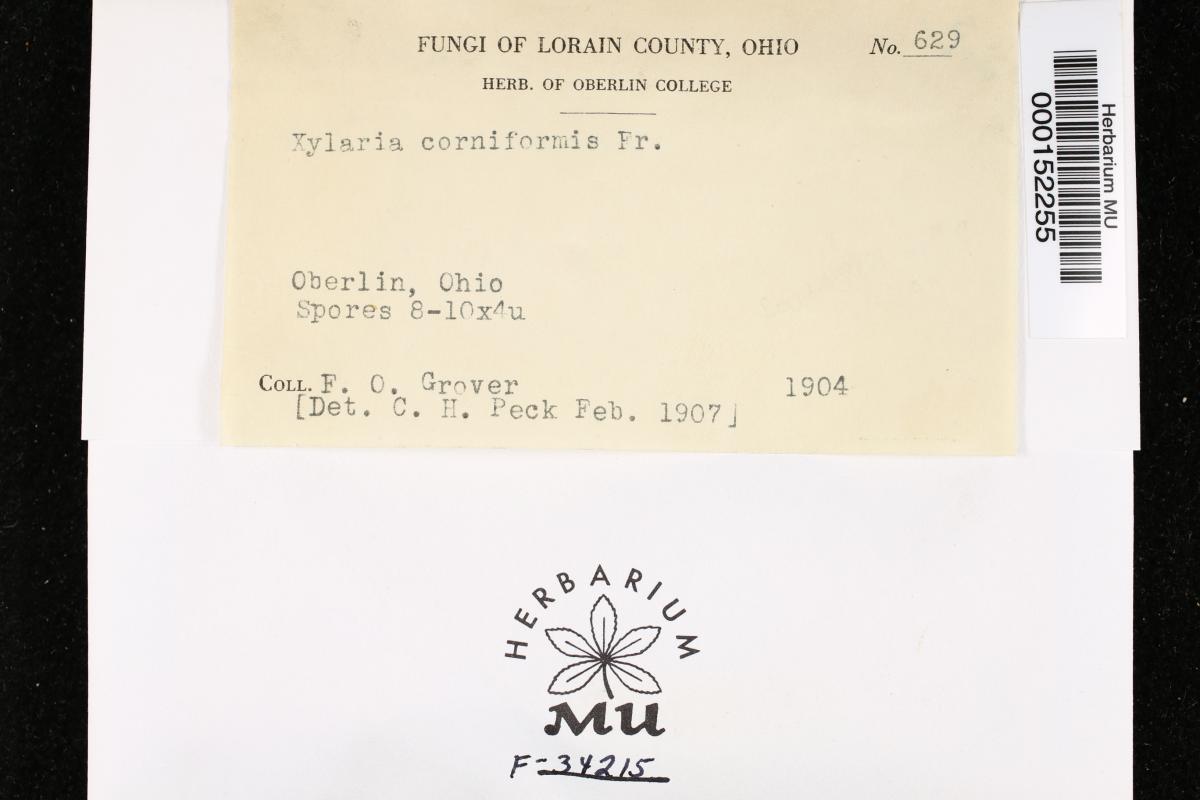 FUNGI OF LORAIN COUNTY, OHIO No. 629
HERB. OF OBERLIN COLLEGE
Xylaria corniformis Fr.
Oberlin, Ohio
Spores 8-10x4u
COLL. F. O. Grover 1904
[Det. C. H. Peck Feb. 1907]
Herbarium MU
000152255
HERBARIUM
MU
F-34215